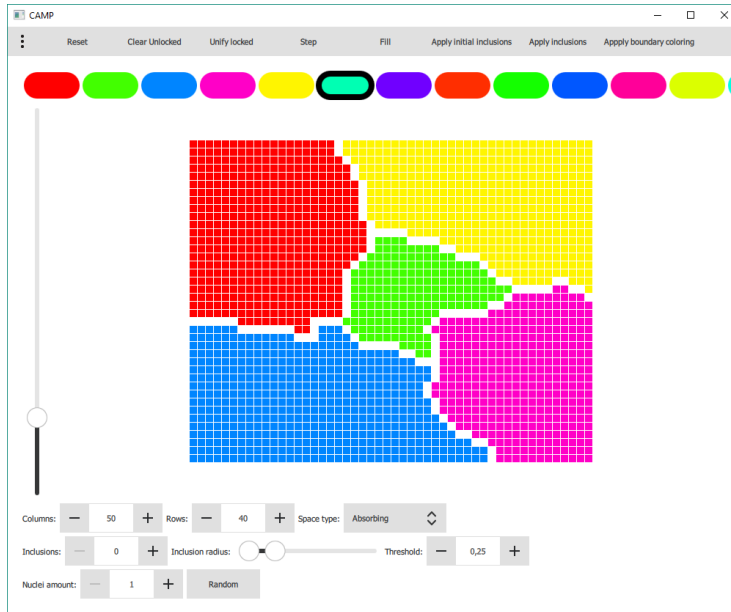 CAMP
Reset Clear Unlocked Unify locked Step Fill Apply initial inclusions Apply inclusions Appply boundary coloring
Columns: 50 Rows: 40 Space type: Absorbing
Inclusions: 0 Inclusion radius: Threshold: 0,25
Nuclei amount: 1 Random